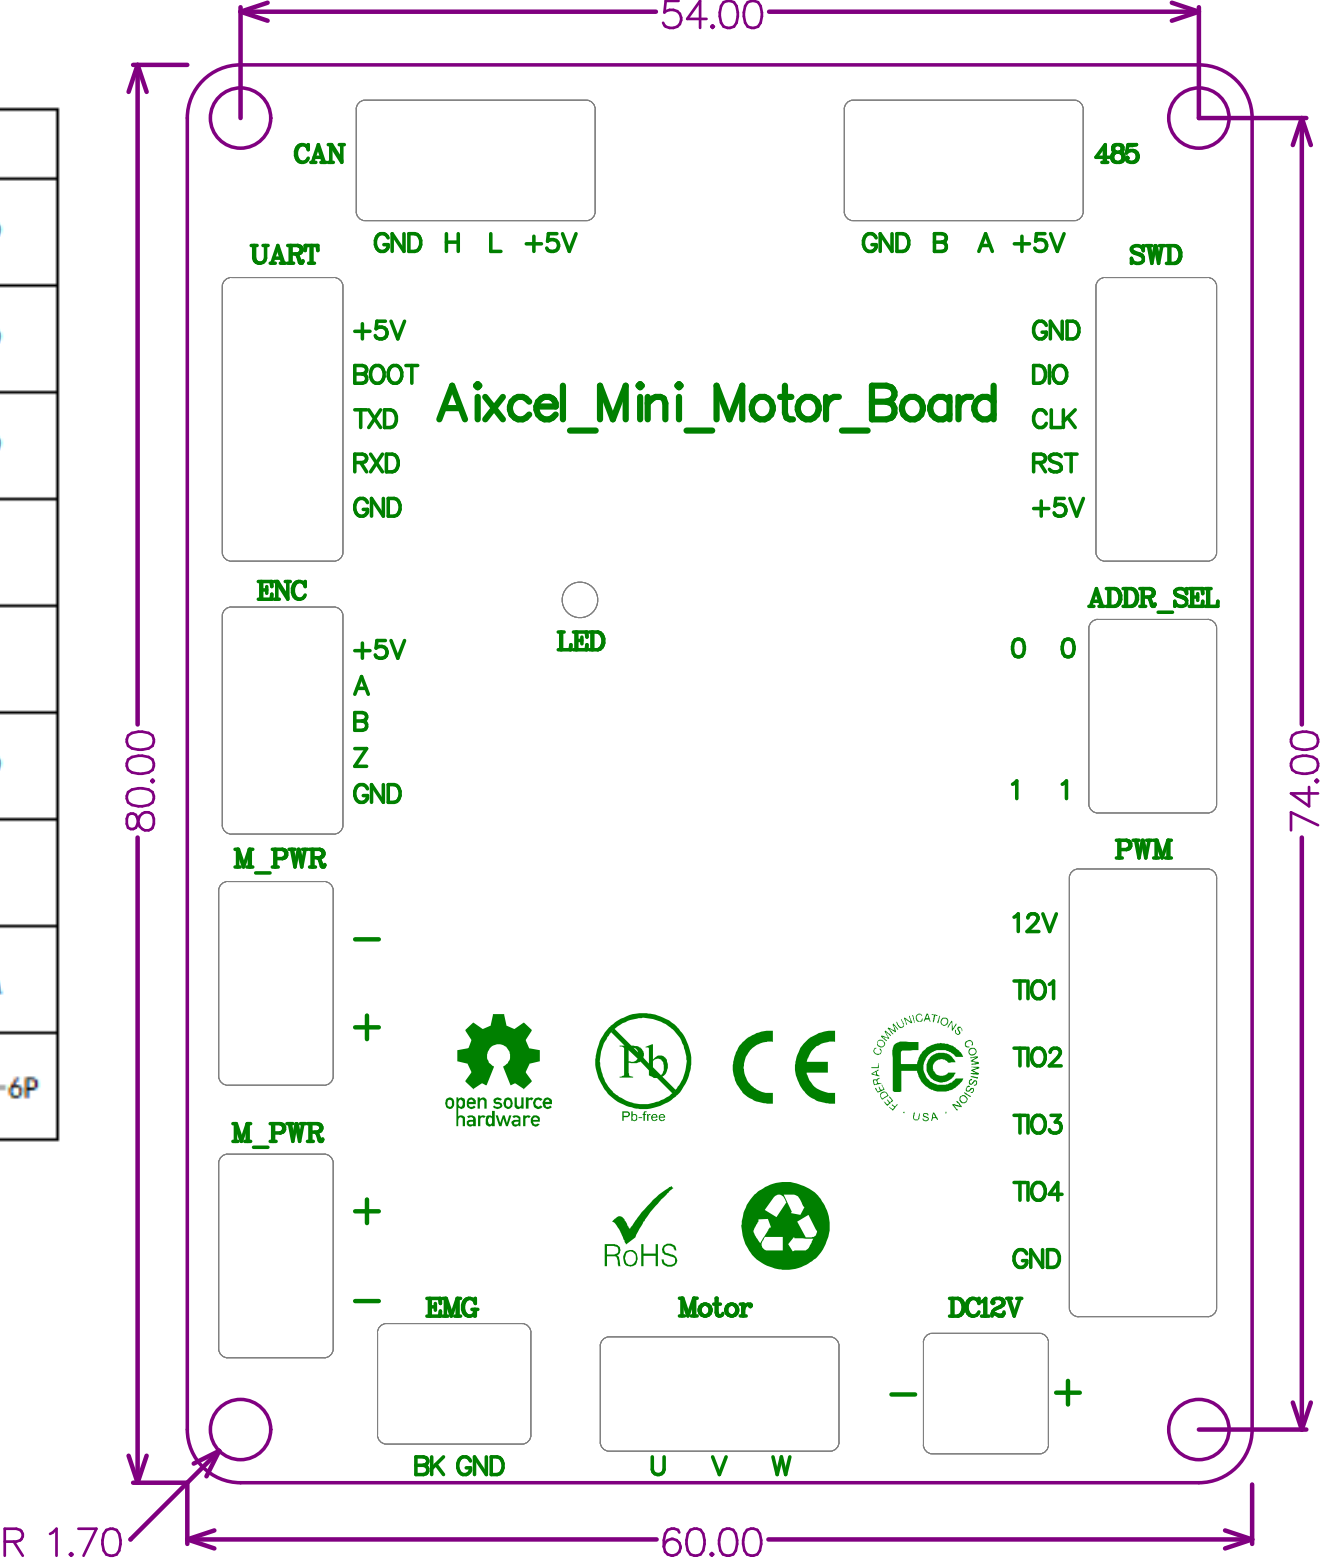 54.00
CAN
485
GND H L +5V
GND B A +5V
UART
SWD
+5V
BOOT
TXD
RXD
GND
GND
DIO
CLK
RST
+5V
Aixcel_Mini_Motor_Board
ENC
LED
ADDR_SEL
+5V
A
B
Z
GND
0 0
1 1
80.00
74.00
M_PWR
PWM
-
+
12V
TIO1
TIO2
TIO3
TIO4
GND
open source
hardware
Pb
Pb-free
CE
FC
FEDERAL COMMUNICATIONS COMMISSION · USA ·
-6P
M_PWR
+
-
RoHS
EMG
Motor
DC12V
- +
BK GND
U V W
R 1.70
60.00